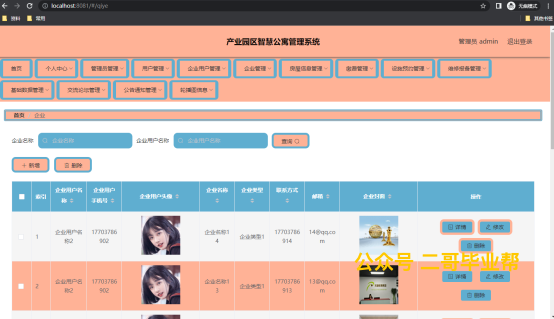 localhost:8081/#/qiye
无痕模式
资料 常用
其他书签
产业园区智慧公寓管理系统
管理员 admin 退出登录
首页 个人中心 管理员管理 用户管理 企业用户管理 企业管理 房屋信息管理 能源管理 设施预约管理 维修报备管理
基础数据管理 交流论坛管理 公告通知管理 轮播图信息
首页 企业
企业名称 企业名称 企业用户名称 企业用户名称 查询
+ 新增 删除
索引 企业用户名称 企业用户手机号 企业用户头像 企业名称 企业类型 联系方式 邮箱 企业封面 操作
1 企业用户名称2 17703786902 企业名称14 企业类型1 17703786914 14@qq.com 详情 修改 删除
公众号 二哥毕业帮
2 企业用户名称2 17703786902 企业名称13 企业类型1 17703786913 13@qq.com 详情 修改 删除